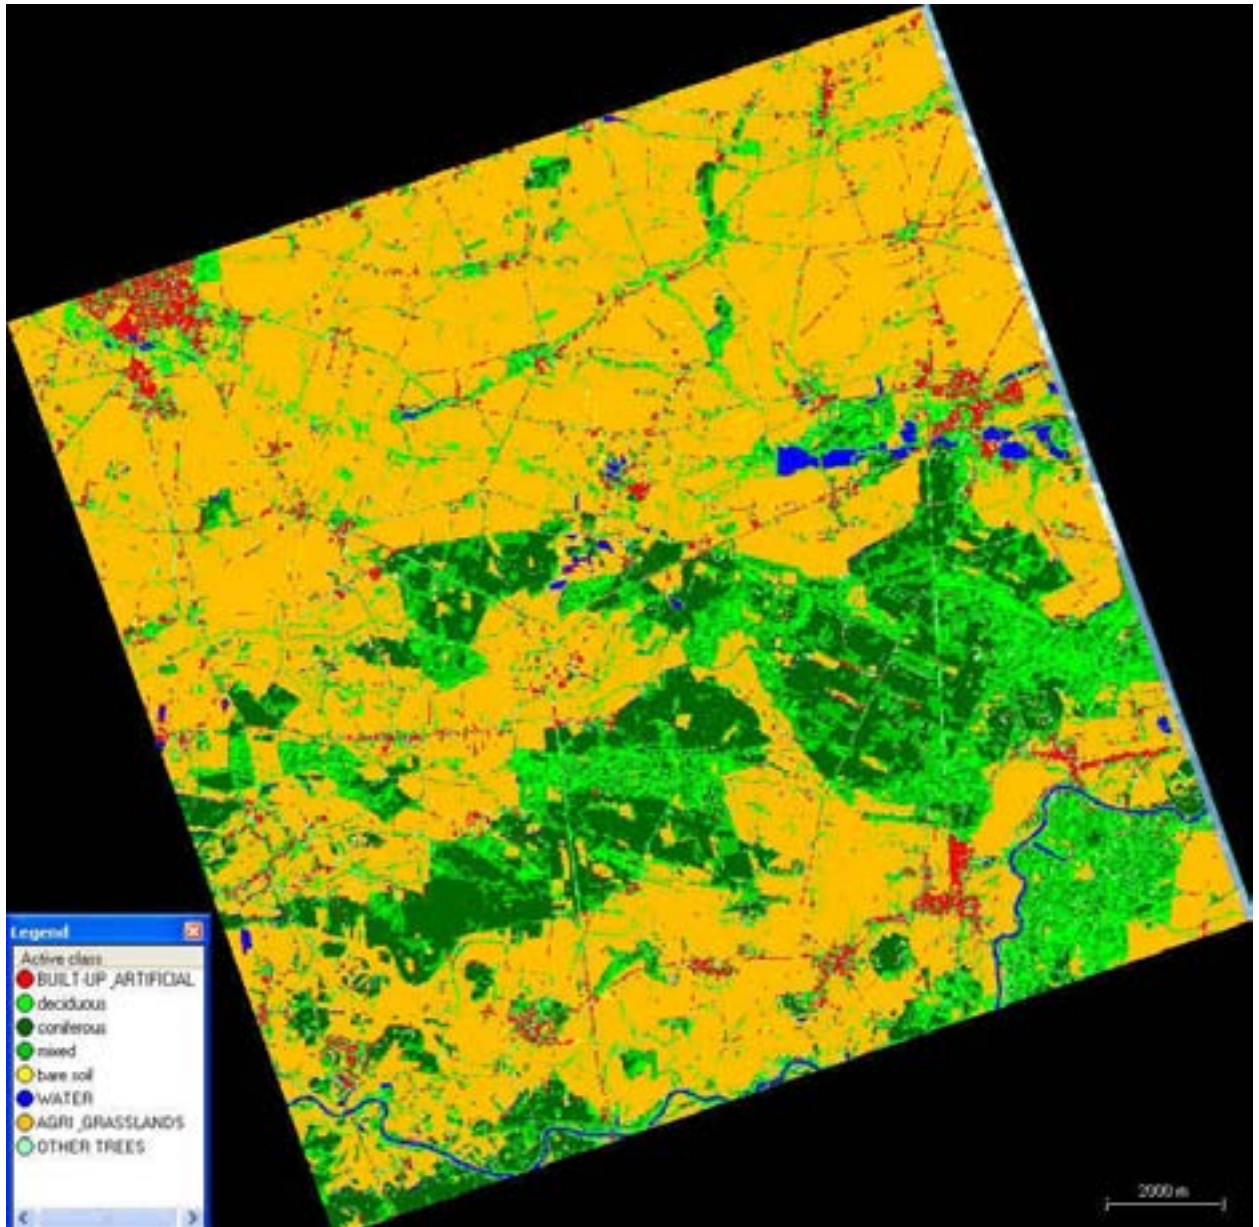 Legend
Active class
BUILT-UP_ARTIFICIAL
deciduous
coniferous
mixed
bare soil
WATER
AGRI_GRASSLANDS
OTHER TREES
2000 m